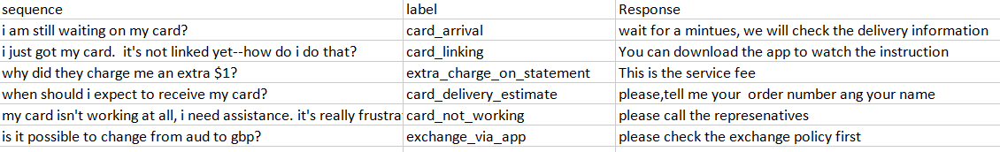 sequence label Response
i am still waiting on my card? card_arrival wait for a mintues, we will check the delivery information
i just got my card.  it's not linked yet--how do i do that? card_linking You can download the app to watch the instruction
why did they charge me an extra $1? extra_charge_on_statement This is the service fee
when should i expect to receive my card? card_delivery_estimate please,tell me your  order number ang your name
my card isn't working at all, i need assistance. it's really frustra card_not_working please call the represenatives
is it possible to change from aud to gbp? exchange_via_app please check the exchange policy first